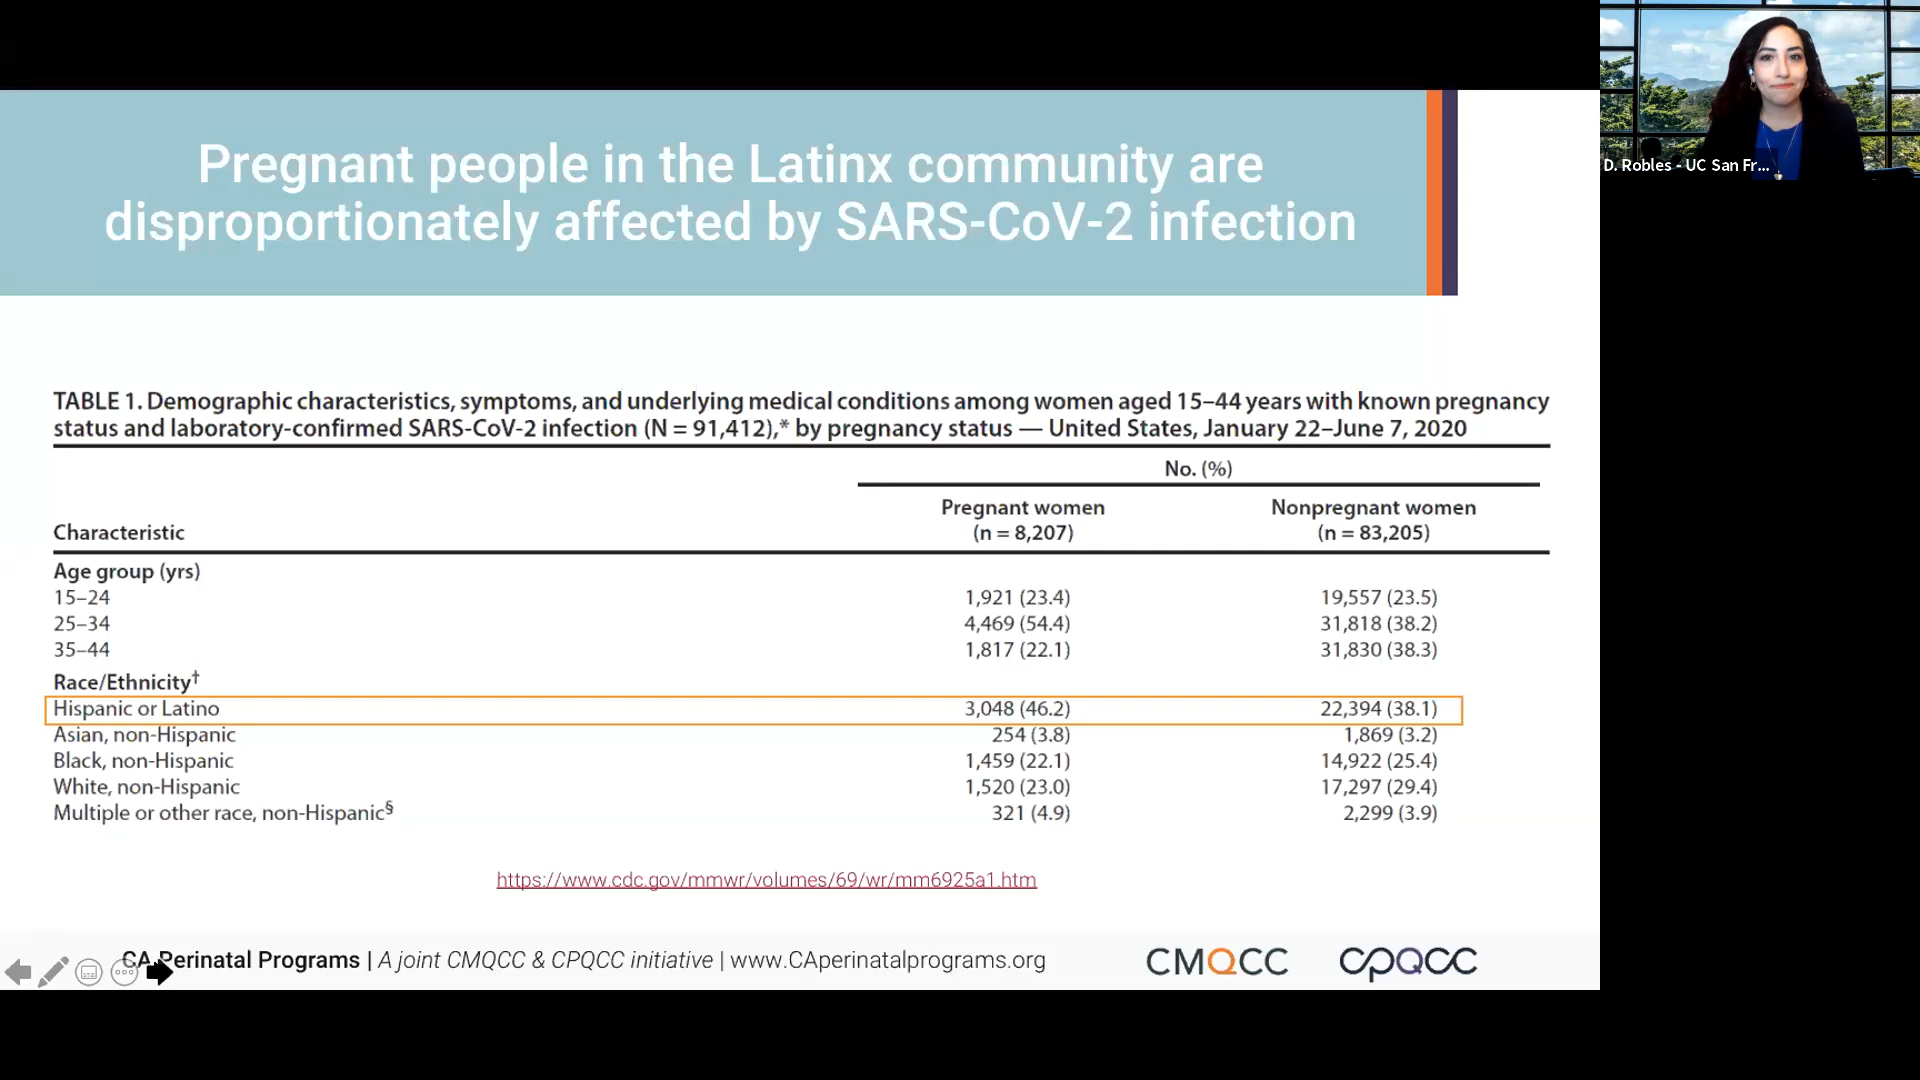 Pregnant people in the Latinx community are
disproportionately affected by SARS-CoV-2 infection
D. Robles - UC San Fr...
TABLE 1. Demographic characteristics, symptoms, and underlying medical conditions among women aged 15–44 years with known pregnancy
status and laboratory-confirmed SARS-CoV-2 infection (N = 91,412),* by pregnancy status — United States, January 22–June 7, 2020
No. (%)
Pregnant women Nonpregnant women
Characteristic (n = 8,207) (n = 83,205)
Age group (yrs)
15–24 1,921 (23.4) 19,557 (23.5)
25–34 4,469 (54.4) 31,818 (38.2)
35–44 1,817 (22.1) 31,830 (38.3)
Race/Ethnicity†
Hispanic or Latino 3,048 (46.2) 22,394 (38.1)
Asian, non-Hispanic 254 (3.8) 1,869 (3.2)
Black, non-Hispanic 1,459 (22.1) 14,922 (25.4)
White, non-Hispanic 1,520 (23.0) 17,297 (29.4)
Multiple or other race, non-Hispanic§ 321 (4.9) 2,299 (3.9)
https://www.cdc.gov/mmwr/volumes/69/wr/mm6925a1.htm
CA Perinatal Programs | A joint CMQCC & CPQCC initiative | www.CAperinatalprograms.org CMQCC CPQCC